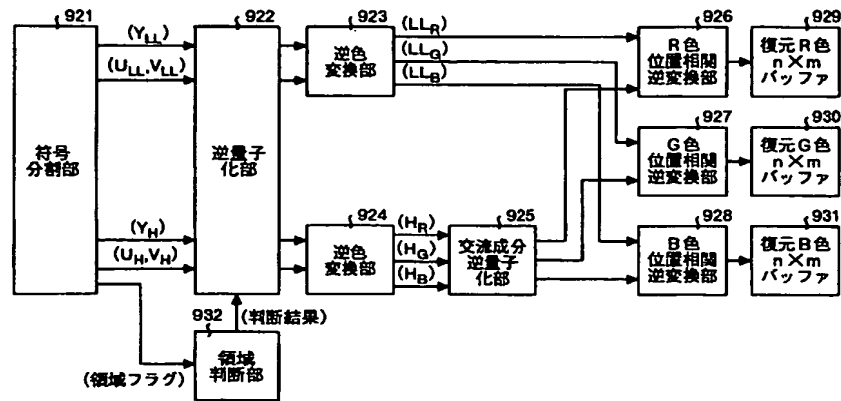 921
922
923
926
929
(Y_LL)
(U_LL,V_LL)
(LL_R)
(LL_G)
(LL_B)
符号
分割部
逆量子
化部
逆色
変換部
R色
位置相関
逆変換部
復元R色
n×m
バッファ
927
930
G色
位置相関
逆変換部
復元G色
n×m
バッファ
924
925
928
931
(Y_H)
(U_H,V_H)
(H_R)
(H_G)
(H_B)
逆色
変換部
交流成分
逆量子
化部
B色
位置相関
逆変換部
復元B色
n×m
バッファ
932
(判断結果)
(領域フラグ)
領域
判断部